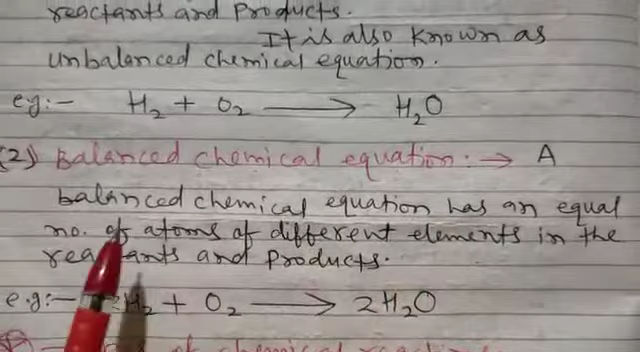 reactants and products.
It is also known as
unbalanced chemical equation.
eg:- H₂ + O₂ ⟶ H₂O
(2) Balanced chemical equation:→ A
balanced chemical equation has an equal
no. of atoms of different elements in the
reactants and products.
e.g:- 2H₂ + O₂ ⟶ 2H₂O
of chemical